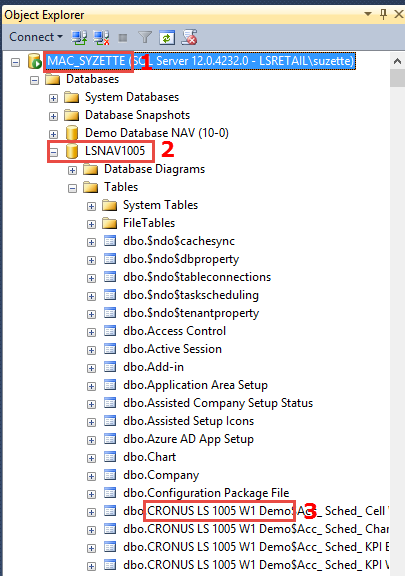 Object Explorer
Connect
MAC_SYZETTE (SQL Server 12.0.4232.0 - LSRETAIL\suzette) 1
Databases
System Databases
Database Snapshots
Demo Database NAV (10-0)
LSNAV1005 2
Database Diagrams
Tables
System Tables
FileTables
dbo.$ndo$cachesync
dbo.$ndo$dbproperty
dbo.$ndo$tableconnections
dbo.$ndo$taskscheduling
dbo.$ndo$tenantproperty
dbo.Access Control
dbo.Active Session
dbo.Add-in
dbo.Application Area Setup
dbo.Assisted Company Setup Status
dbo.Assisted Setup Icons
dbo.Azure AD App Setup
dbo.Chart
dbo.Company
dbo.Configuration Package File
dbo.CRONUS LS 1005 W1 Demo$Acc_ Sched_ Cell 3
dbo.CRONUS LS 1005 W1 Demo$Acc_ Sched_ Char
dbo.CRONUS LS 1005 W1 Demo$Acc_ Sched_ KPI
dbo.CRONUS LS 1005 W1 Demo$Acc_ Sched_ KPI